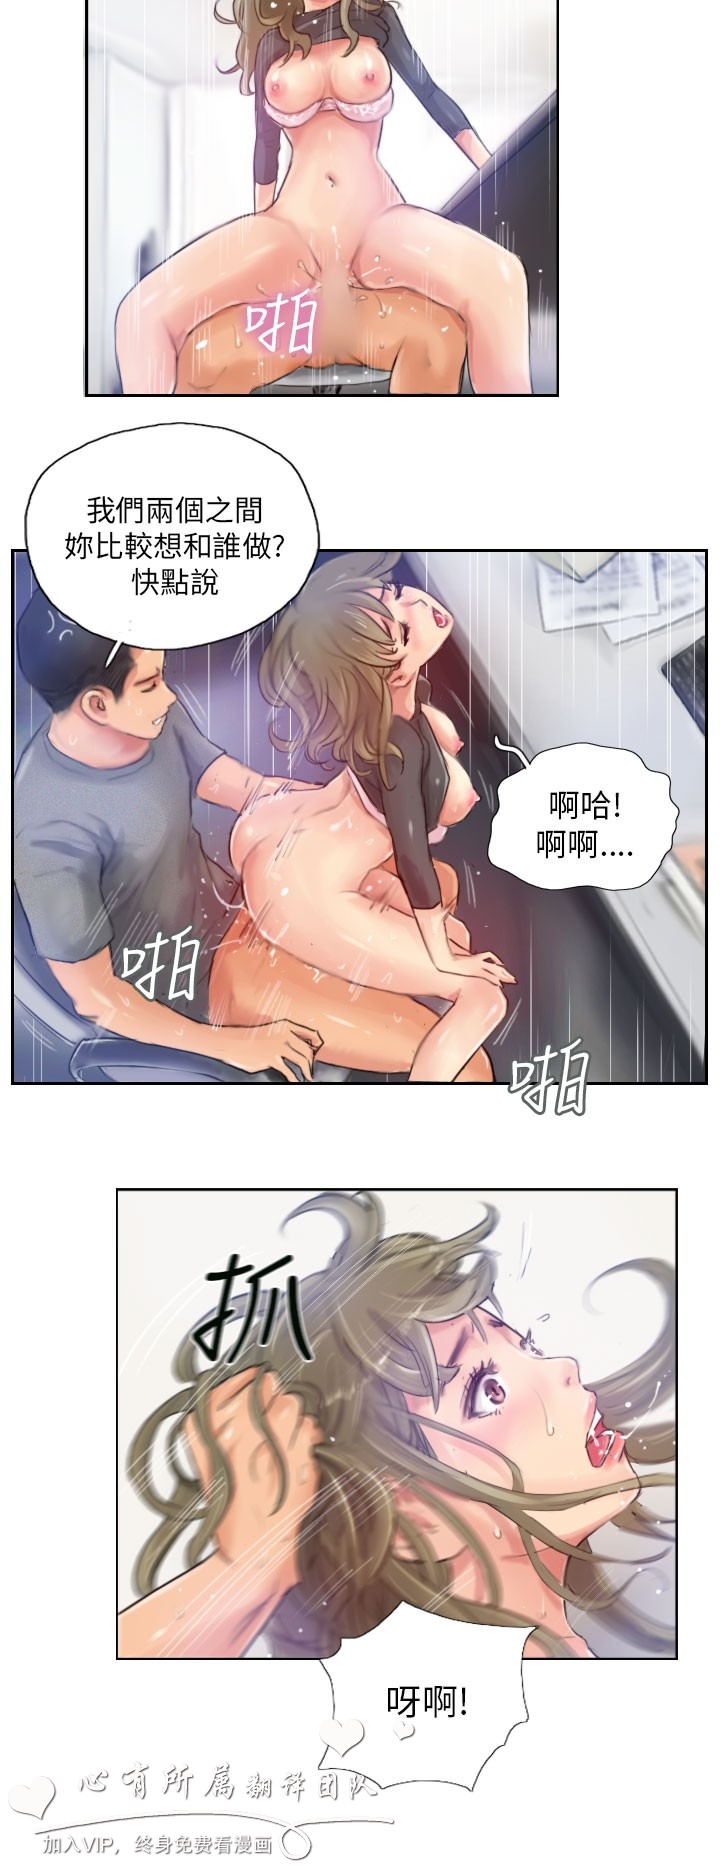 啪
我們兩個之間
妳比較想和誰做?
快點說
啊哈!
啊啊....
啪
啪
抓
呀啊!
心有所属翻译团队
加入VIP，终身免费看漫画